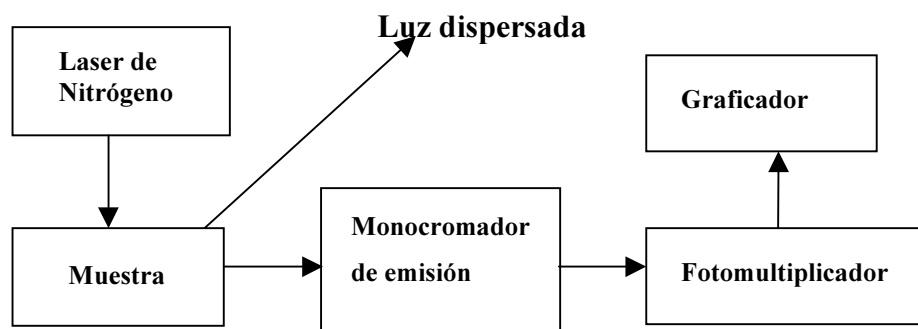 Luz dispersada
Laser de
Nitrógeno
Graficador
Muestra
Monocromador
de emisión
Fotomultiplicador